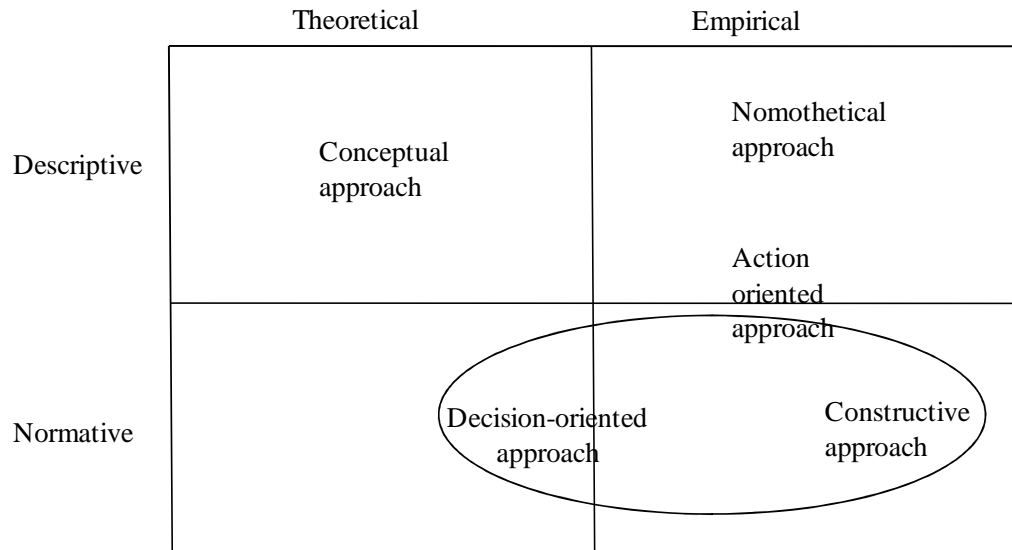 Theoretical
Empirical
Descriptive
Conceptual
approach
Nomothetical
approach
Action
oriented
approach
Normative
Decision-oriented
approach
Constructive
approach